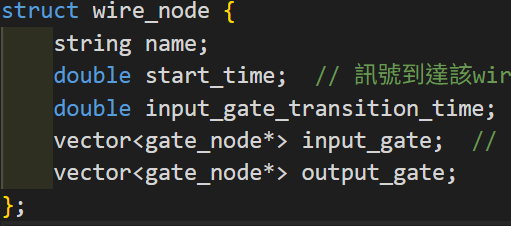 struct wire_node {
string name;
double start_time;  // 訊號到達該wir
double input_gate_transition_time;
vector<gate_node*> input_gate;  //
vector<gate_node*> output_gate;
};